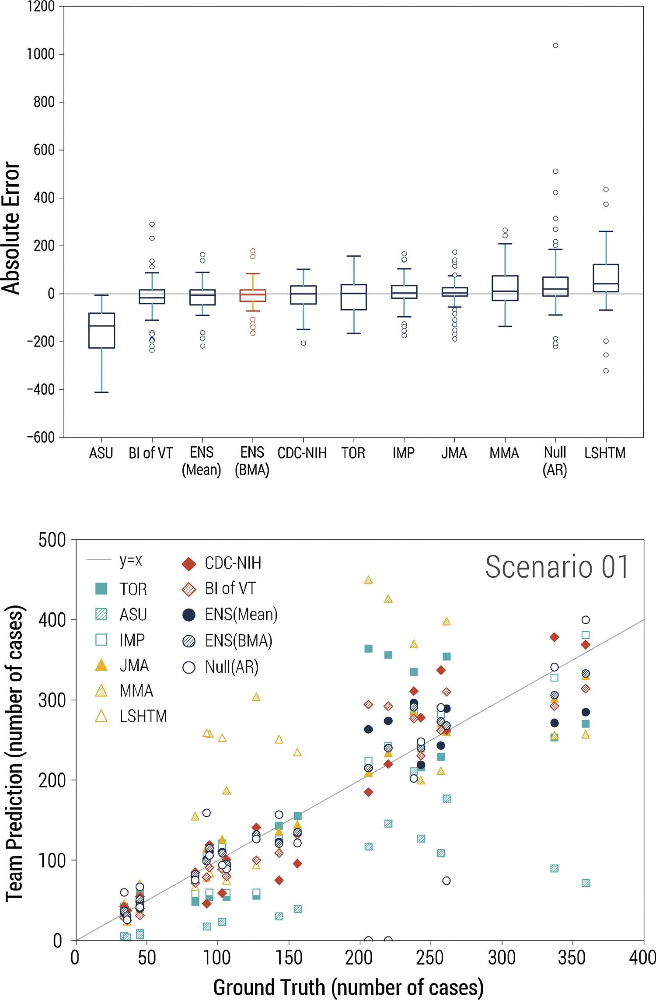 1200
1000
800
600
400
200
0
−200
−400
−600
Absolute Error
ASU BI of VT ENS CDC-NIH TOR IMP JMA MMA Null LSHTM
(Mean) (BMA) (AR)
ENS
500
400
300
200
100
0
Team Prediction (number of cases)
Scenario 01
y=x
TOR
ASU
IMP
JMA
MMA
LSHTM
CDC-NIH
BI of VT
ENS(Mean)
ENS(BMA)
Null(AR)
0 50 100 150 200 250 300 350 400
Ground Truth (number of cases)